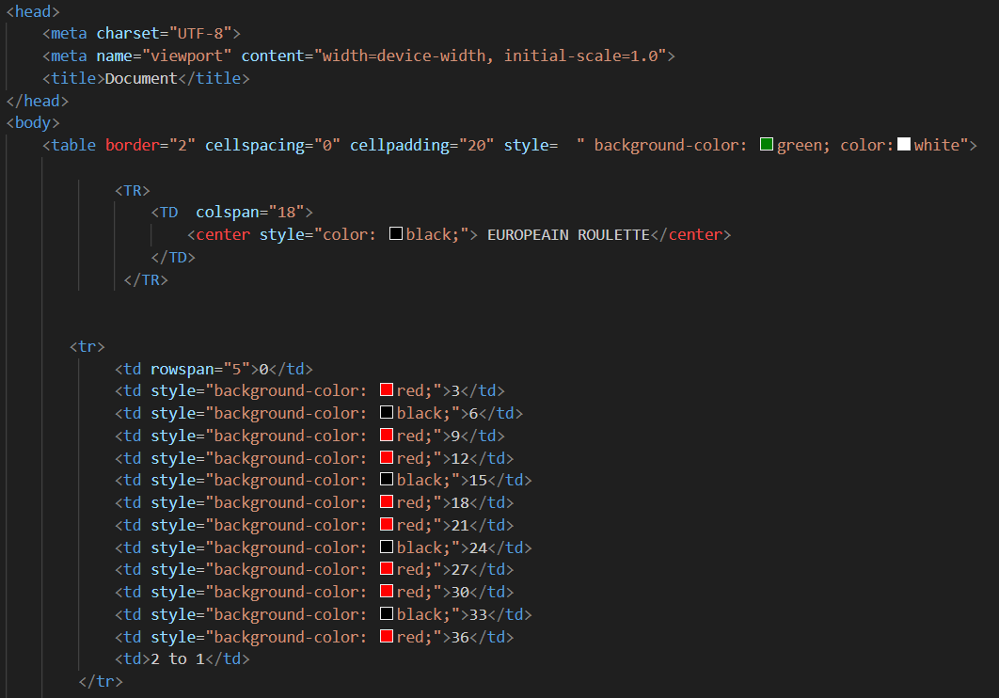 <head>
<meta charset="UTF-8">
<meta name="viewport" content="width=device-width, initial-scale=1.0">
<title>Document</title>
</head>
<body>
<table border="2" cellspacing="0" cellpadding="20" style=  " background-color: green; color:white">
<TR>
<TD  colspan="18">
<center style="color: black;"> EUROPEAIN ROULETTE</center>
</TD>
</TR>
<tr>
<td rowspan="5">0</td>
<td style="background-color: red;">3</td>
<td style="background-color: black;">6</td>
<td style="background-color: red;">9</td>
<td style="background-color: red;">12</td>
<td style="background-color: black;">15</td>
<td style="background-color: red;">18</td>
<td style="background-color: red;">21</td>
<td style="background-color: black;">24</td>
<td style="background-color: red;">27</td>
<td style="background-color: red;">30</td>
<td style="background-color: black;">33</td>
<td style="background-color: red;">36</td>
<td>2 to 1</td>
</tr>